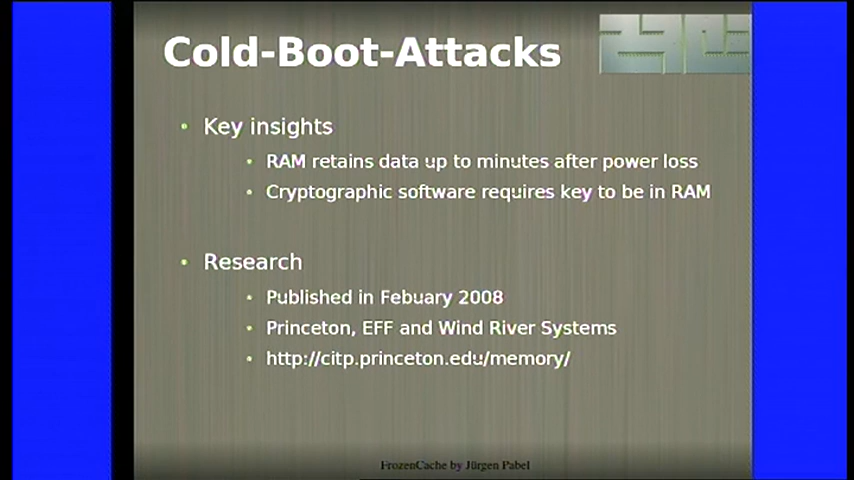 Cold-Boot-Attacks
Key insights
RAM retains data up to minutes after power loss
Cryptographic software requires key to be in RAM
Research
Published in Febuary 2008
Princeton, EFF and Wind River Systems
http://citp.princeton.edu/memory/
FrozenCache by Jürgen Pabel